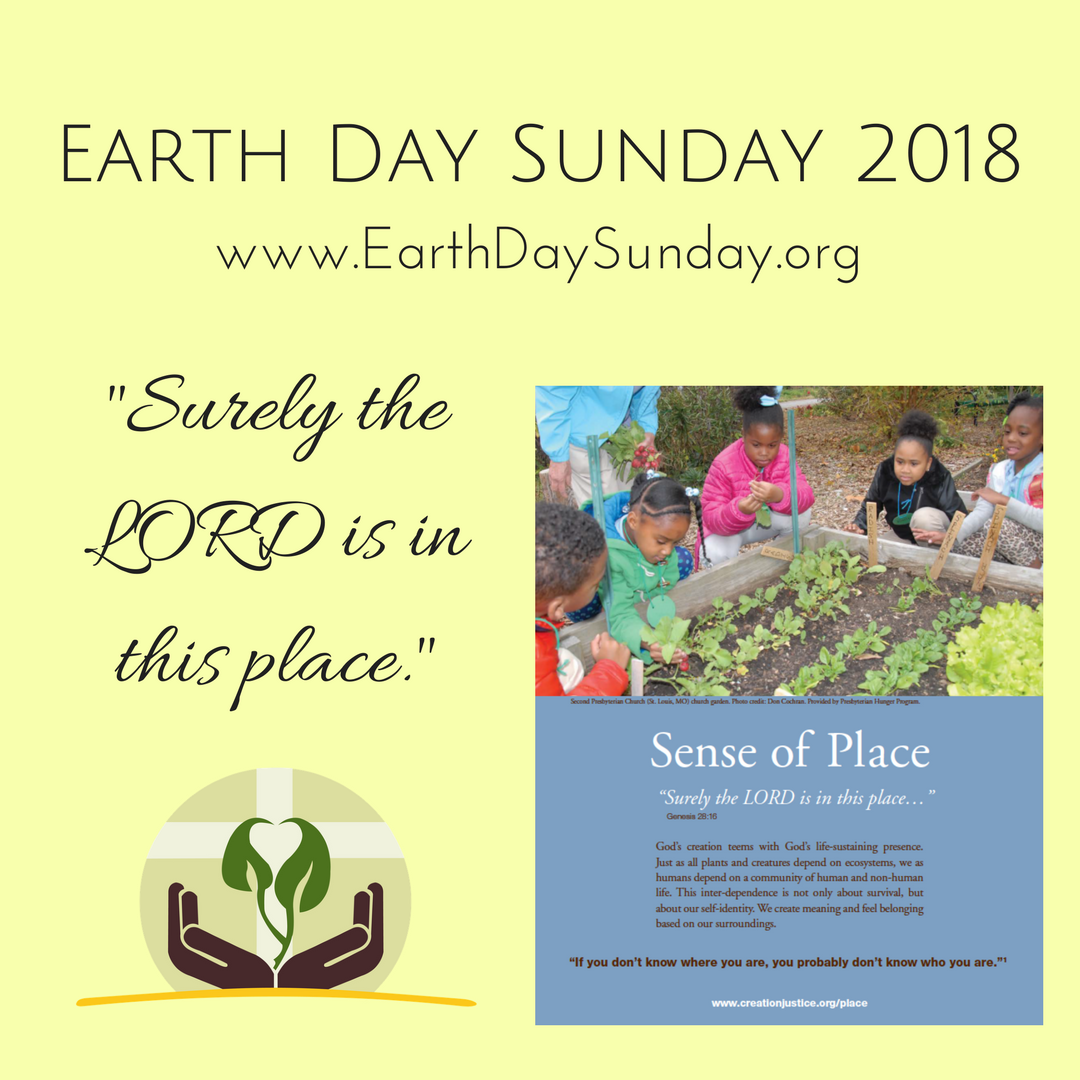 Earth Day Sunday 2018
www.EarthDaySunday.org
"Surely the
LORD is in
this place."
Second Presbyterian Church (St. Louis, MO) church garden. Photo credit: Don Cochran. Provided by Presbyterian Hunger Program.
Sense of Place
“Surely the LORD is in this place…”
Genesis 28:16
God’s creation teems with God’s life-sustaining presence.
Just as all plants and creatures depend on ecosystems, we as
humans depend on a community of human and non-human
life. This inter-dependence is not only about survival, but
about our self-identity. We create meaning and feel belonging
based on our surroundings.
“If you don’t know where you are, you probably don’t know who you are.”¹
www.creationjustice.org/place